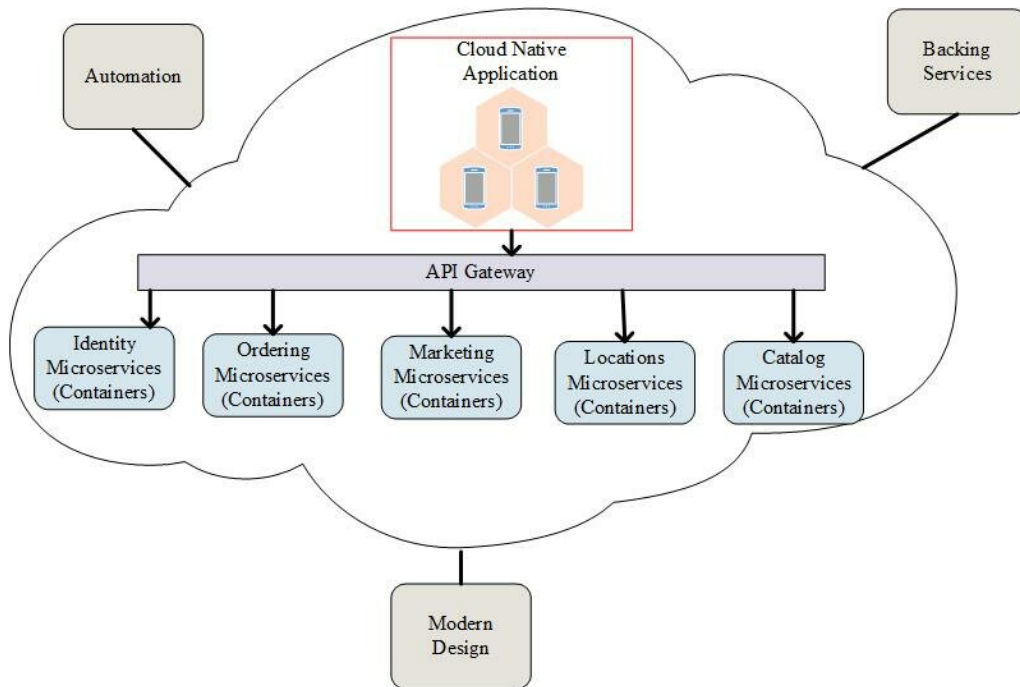 Cloud Native
Application
Automation
Backing
Services
API Gateway
Identity
Microservices
(Containers)
Ordering
Microservices
(Containers)
Marketing
Microservices
(Containers)
Locations
Microservices
(Containers)
Catalog
Microservices
(Containers)
Modern
Design